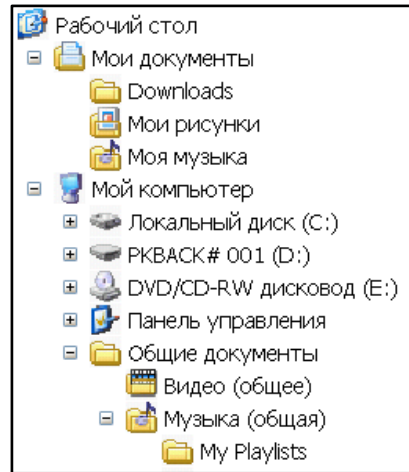 Рабочий стол
Мои документы
Downloads
Мои рисунки
Моя музыка
Мой компьютер
Локальный диск (C:)
PKBACK# 001 (D:)
DVD/CD-RW дисковод (E:)
Панель управления
Общие документы
Видео (общее)
Музыка (общая)
My Playlists